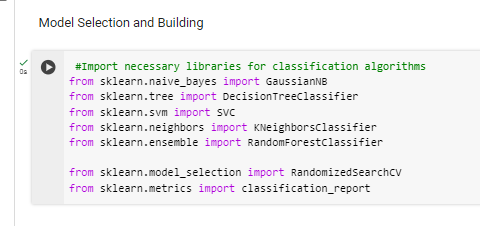 Model Selection and Building
0s
#Import necessary libraries for classification algorithms
from sklearn.naive_bayes import GaussianNB
from sklearn.tree import DecisionTreeClassifier
from sklearn.svm import SVC
from sklearn.neighbors import KNeighborsClassifier
from sklearn.ensemble import RandomForestClassifier
from sklearn.model_selection import RandomizedSearchCV
from sklearn.metrics import classification_report